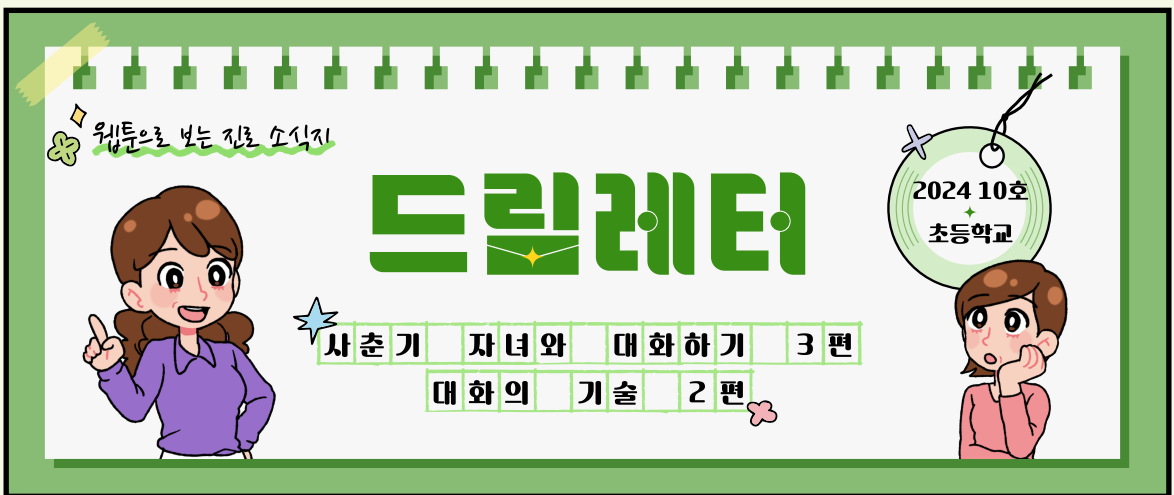 웹툰으로 보는 진로 소식지
드림레터
2024 10호
초등학교
사춘기 자녀와 대화하기 3편
대화의 기술 2편